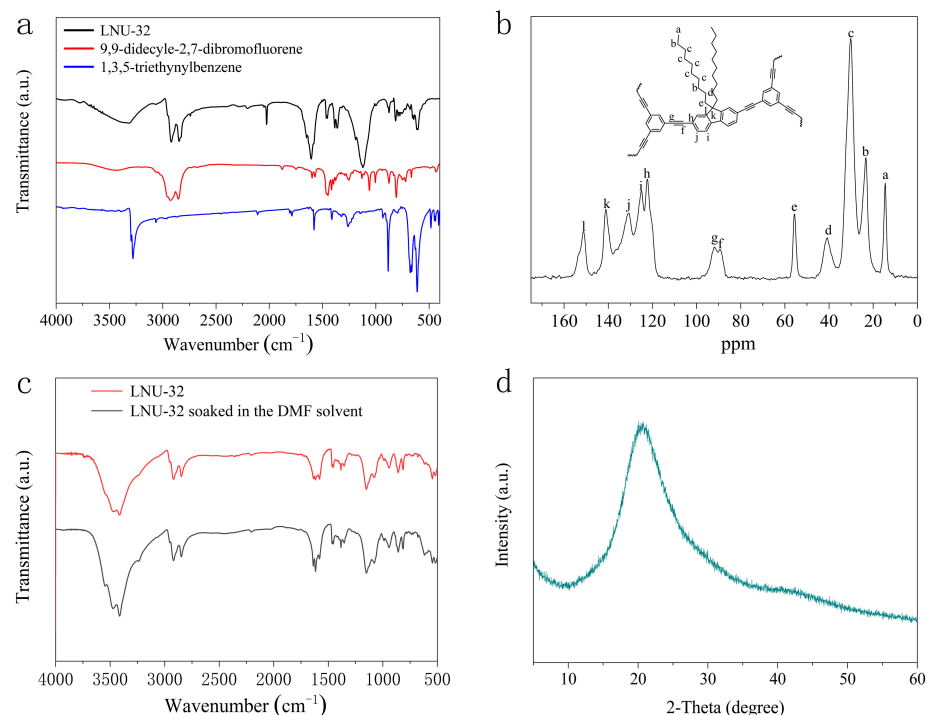 a
LNU-32
9,9-didecyle-2,7-dibromofluorene
1,3,5-triethynylbenzene
Transmittance (a.u.)
4000 3500 3000 2500 2000 1500 1000 500
Wavenumber (cm⁻¹)
b
a
b
c
c
c
c
c
b
d
e
g
f
h
l
k
j
i
l
k
j
i
h
g
f
e
d
c
b
a
160 140 120 100 80 60 40 20 0
ppm
c
LNU-32
LNU-32 soaked in the DMF solvent
Transmittance (a.u.)
4000 3500 3000 2500 2000 1500 1000 500
Wavenumber (cm⁻¹)
d
Intensity (a.u.)
10 20 30 40 50 60
2-Theta (degree)